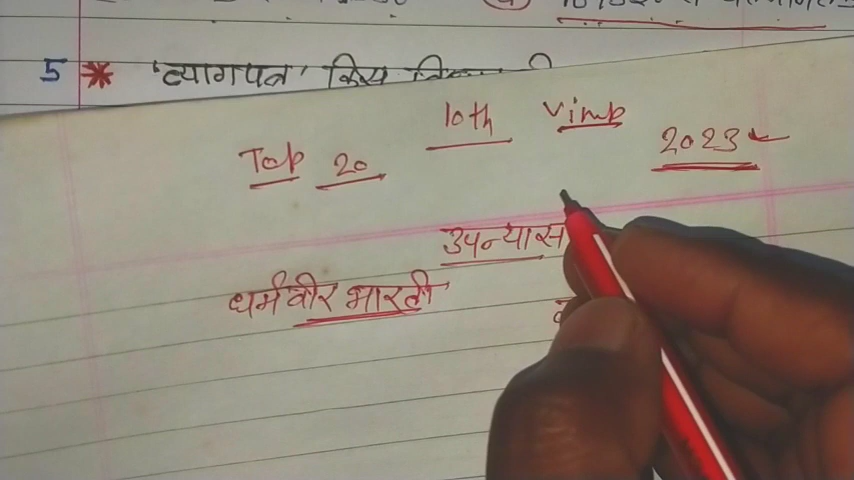 5 * 'त्यागपत्र' किस
10th Vimp
Top 20 2023
उपन्यास
धर्मवीर भारती